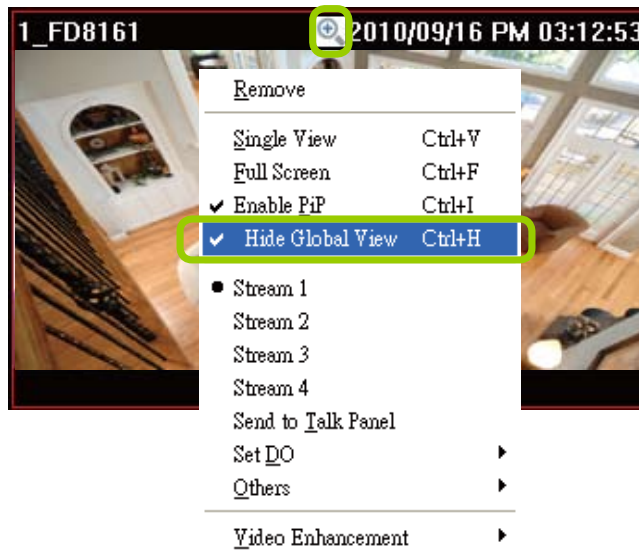 1_FD8161 2010/09/16 PM 03:12:53
Remove
Single View Ctrl+V
Full Screen Ctrl+F
Enable PiP Ctrl+I
Hide Global View Ctrl+H
Stream 1
Stream 2
Stream 3
Stream 4
Send to Talk Panel
Set DO
Others
Video Enhancement